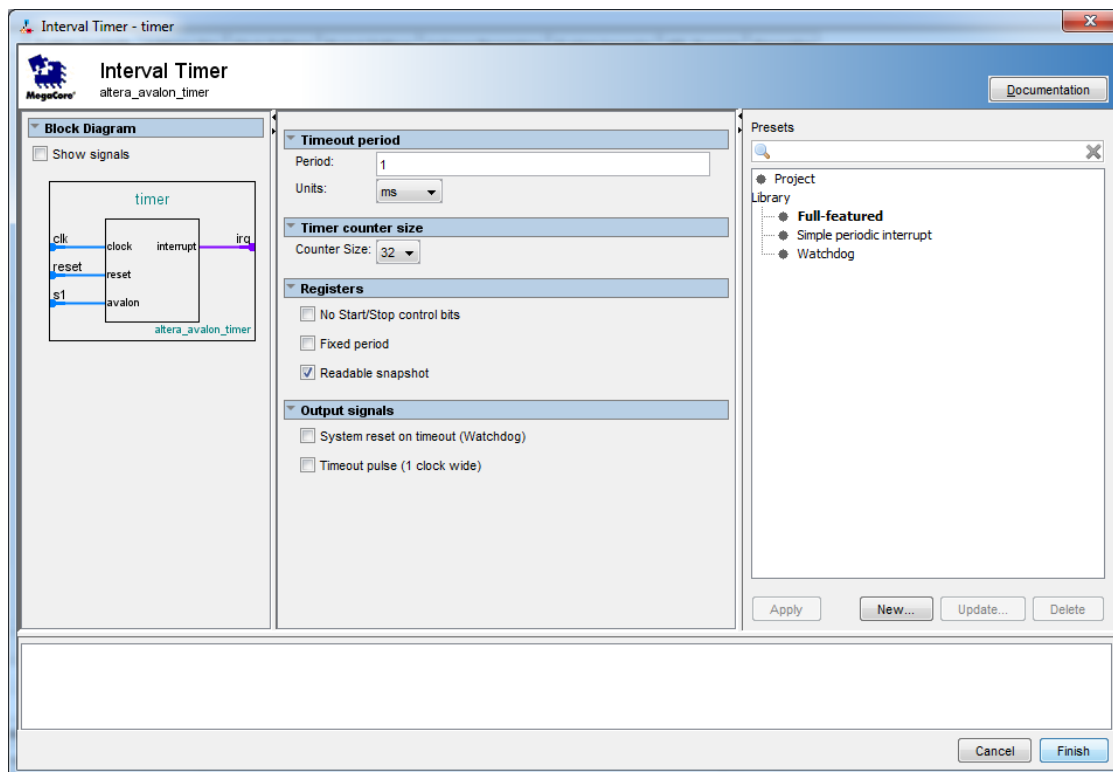 Interval Timer - timer
MegaCore®
Interval Timer
altera_avalon_timer
Documentation
Block Diagram
Show signals
timer
clk
clock
interrupt
irq
reset
reset
s1
avalon
altera_avalon_timer
Timeout period
Period: 1
Units: ms
Timer counter size
Counter Size: 32
Registers
No Start/Stop control bits
Fixed period
Readable snapshot
Output signals
System reset on timeout (Watchdog)
Timeout pulse (1 clock wide)
Presets
Project
Library
Full-featured
Simple periodic interrupt
Watchdog
Apply New... Update... Delete
Cancel Finish